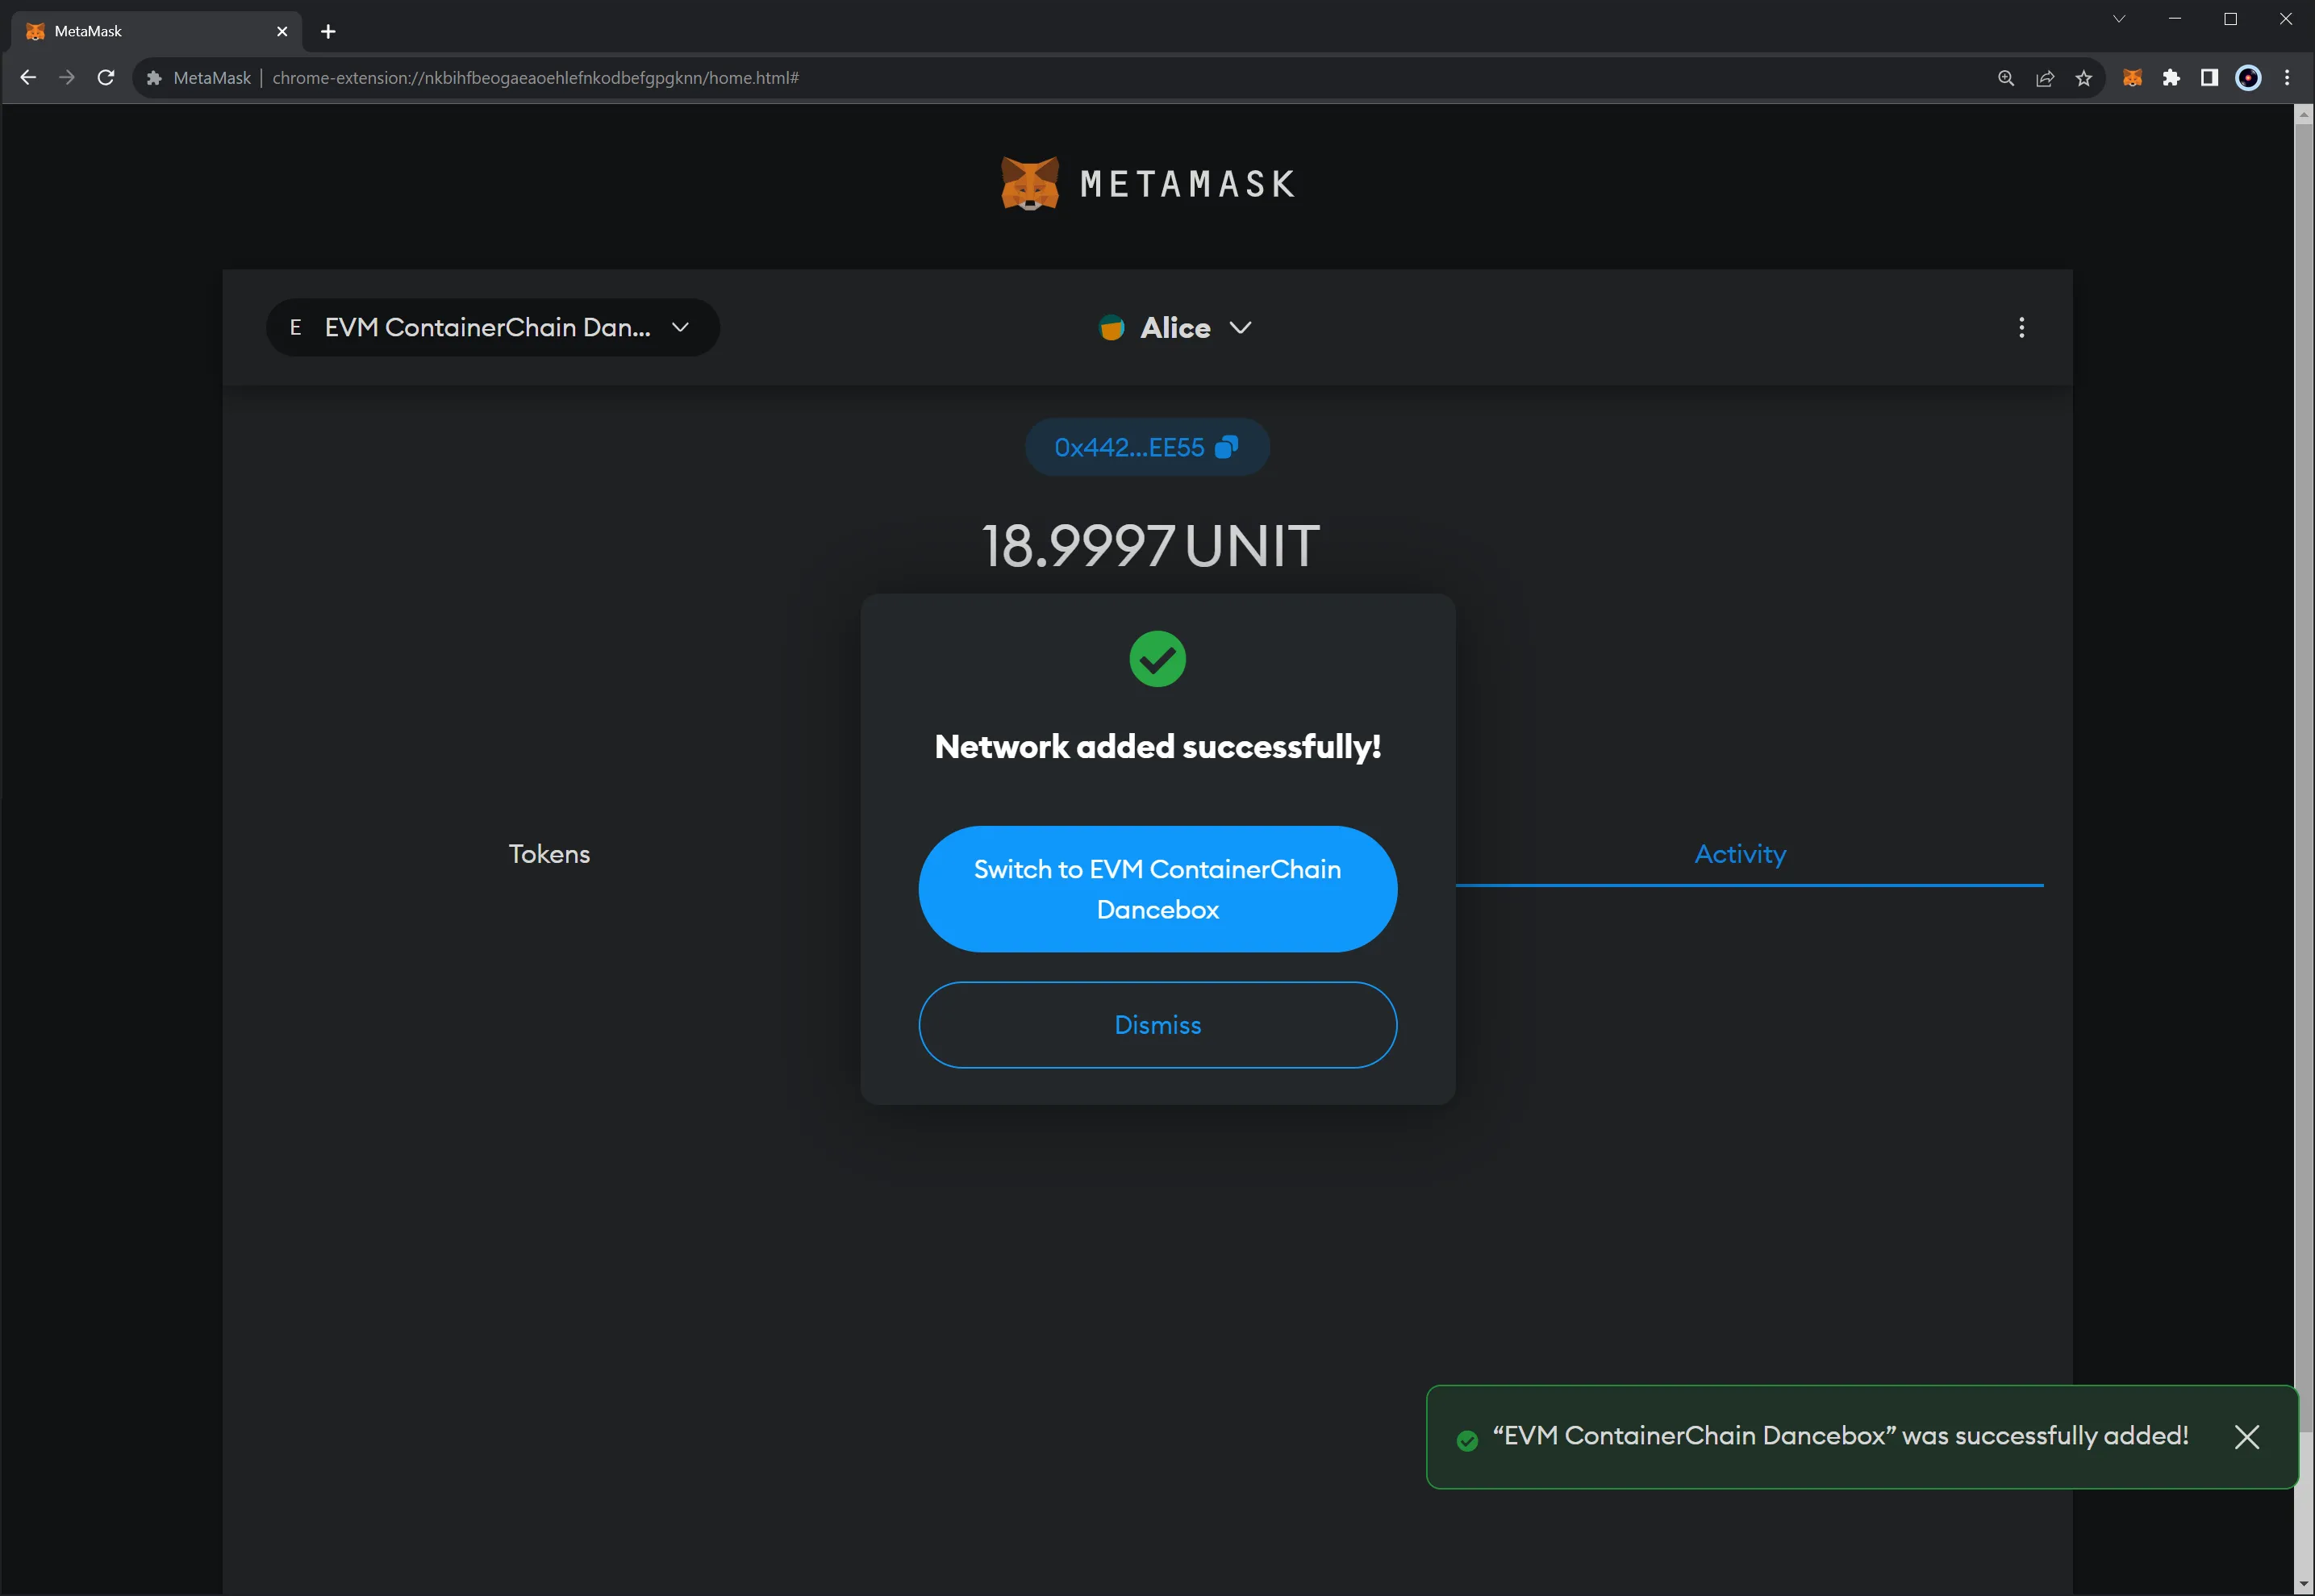 MetaMask
MetaMask | chrome-extension://nkbihfbeogaeaoehlefnkodbefgpgknn/home.html#
METAMASK
E EVM ContainerChain Dan...
Alice
0x442...EE55
18.9997 UNIT
Network added successfully!
Tokens
Switch to EVM ContainerChain
Dancebox
Activity
Dismiss
“EVM ContainerChain Dancebox” was successfully added!